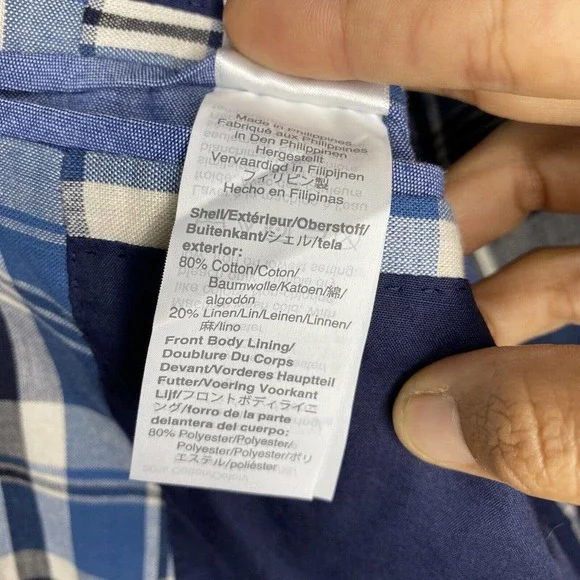 Made in Philippines
Fabriqué aux Philippines
In Den Philippinen
Hergestellt
Vervaardigd in Filipijnen
フィリピン製
Hecho en Filipinas
Shell/Extérieur/Oberstoff/
Buitenkant/シェル/tela
exterior:
80% Cotton/Coton/
Baumwolle/Katoen/綿/
algodón
20% Linen/Lin/Leinen/Linnen/
麻/lino
Front Body Lining/
Doublure Du Corps
Devant/Vorderes Hauptteil
Futter/Voering Voorkant
Lijf/フロントボディライニ
ング/forro de la parte
delantera del cuerpo:
80% Polyester/Polyester/
Polyester/Polyester/ポリ
エステル/poliéster